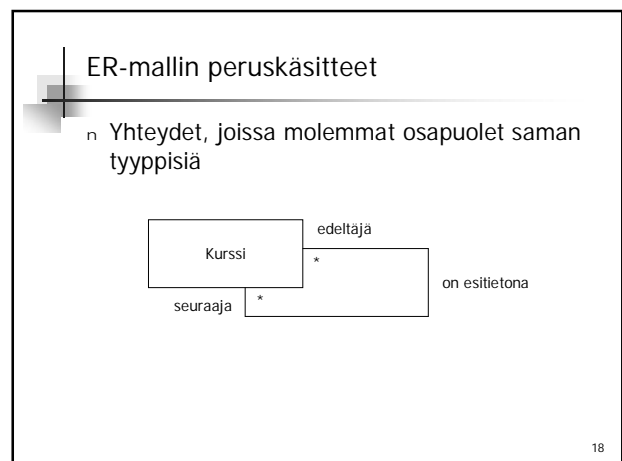 ER-mallin peruskäsitteet
n Yhteydet, joissa molemmat osapuolet saman
tyyppisiä
edeltäjä
Kurssi
*
on esitietona
seuraaja
*
18